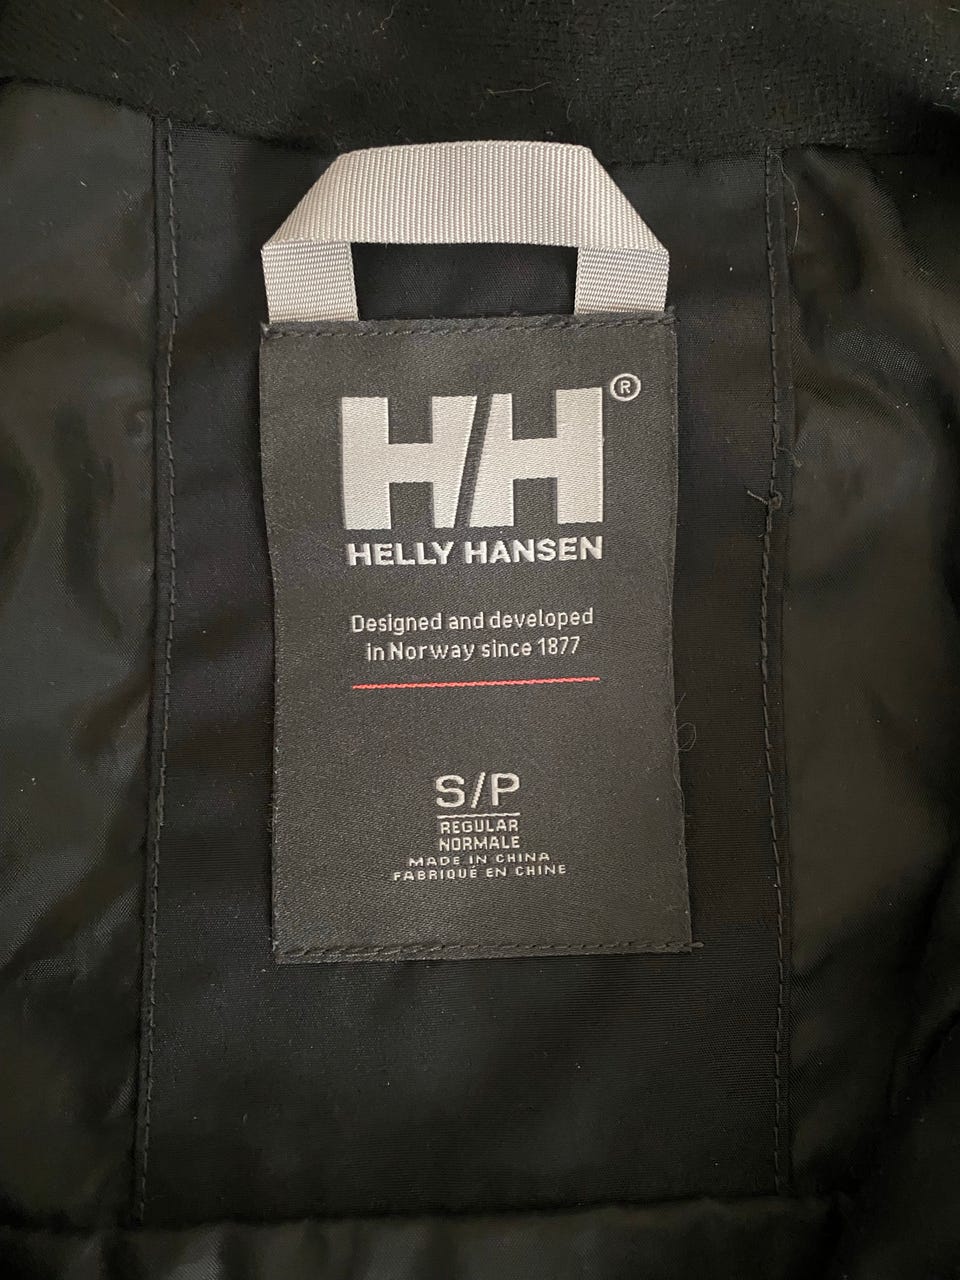 HH®
HELLY HANSEN
Designed and developed
in Norway since 1877
S/P
REGULAR
NORMALE
MADE IN CHINA
FABRIQUÉ EN CHINE